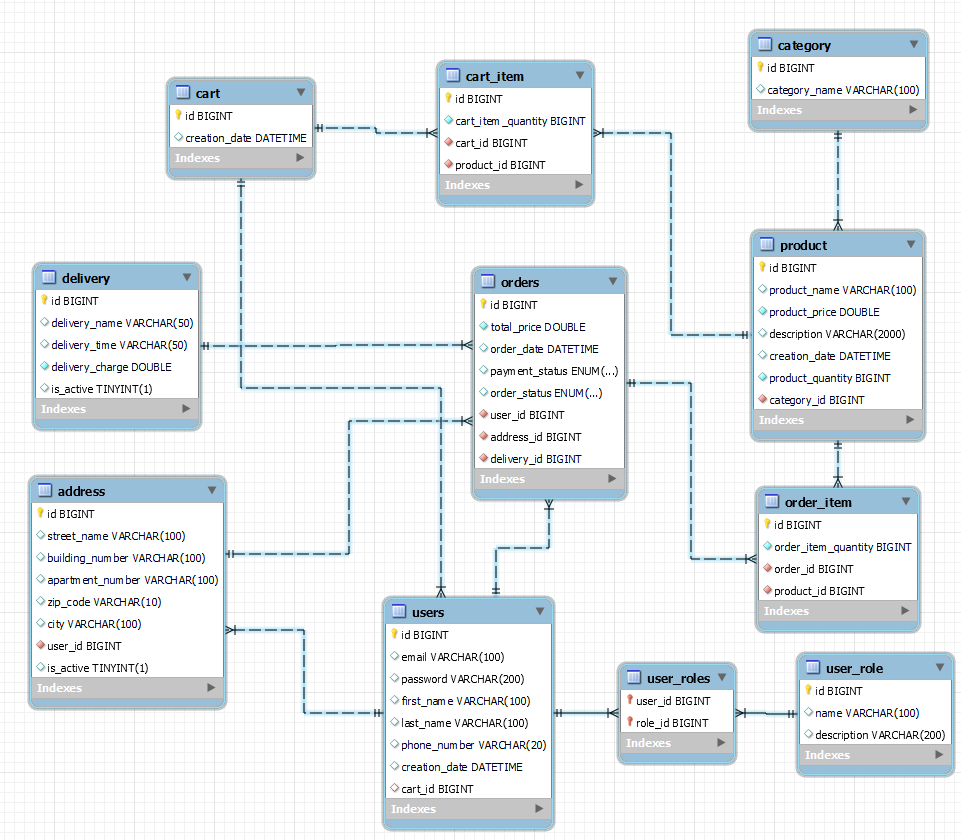 cart
id BIGINT
creation_date DATETIME
Indexes
cart_item
id BIGINT
cart_item_quantity BIGINT
cart_id BIGINT
product_id BIGINT
Indexes
category
id BIGINT
category_name VARCHAR(100)
Indexes
delivery
id BIGINT
delivery_name VARCHAR(50)
delivery_time VARCHAR(50)
delivery_charge DOUBLE
is_active TINYINT(1)
Indexes
orders
id BIGINT
total_price DOUBLE
order_date DATETIME
payment_status ENUM(...)
order_status ENUM(...)
user_id BIGINT
address_id BIGINT
delivery_id BIGINT
Indexes
product
id BIGINT
product_name VARCHAR(100)
product_price DOUBLE
description VARCHAR(2000)
creation_date DATETIME
product_quantity BIGINT
category_id BIGINT
Indexes
address
id BIGINT
street_name VARCHAR(100)
building_number VARCHAR(100)
apartment_number VARCHAR(100)
zip_code VARCHAR(10)
city VARCHAR(100)
user_id BIGINT
is_active TINYINT(1)
Indexes
order_item
id BIGINT
order_item_quantity BIGINT
order_id BIGINT
product_id BIGINT
Indexes
users
id BIGINT
email VARCHAR(100)
password VARCHAR(200)
first_name VARCHAR(100)
last_name VARCHAR(100)
phone_number VARCHAR(20)
creation_date DATETIME
cart_id BIGINT
Indexes
user_roles
user_id BIGINT
role_id BIGINT
Indexes
user_role
id BIGINT
name VARCHAR(100)
description VARCHAR(200)
Indexes